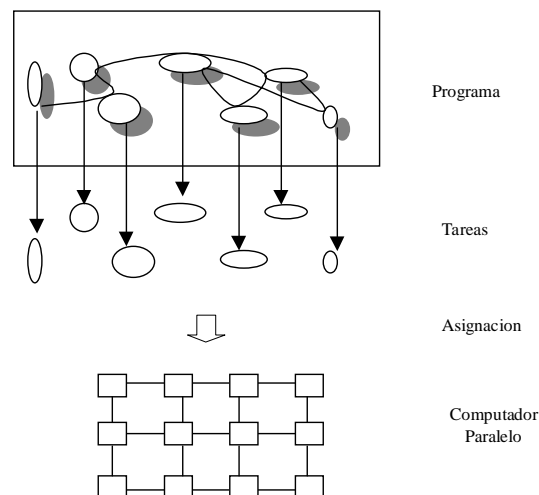 Programa
Tareas
Asignacion
Computador
Paralelo